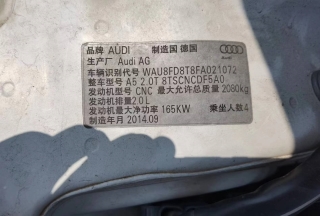 品牌 AUDI 制造国 德国
生产厂 Audi AG
车辆识别代号 WAU8FD8T8FA021072
整车型号 A5 2.0T 8TSCNCDF5A0
发动机型号 CNC 最大允许总质量 2080kg
发动机排量2.0L
发动机最大净功率 165KW 乘坐人数4
制造年月 2014.09
Audi